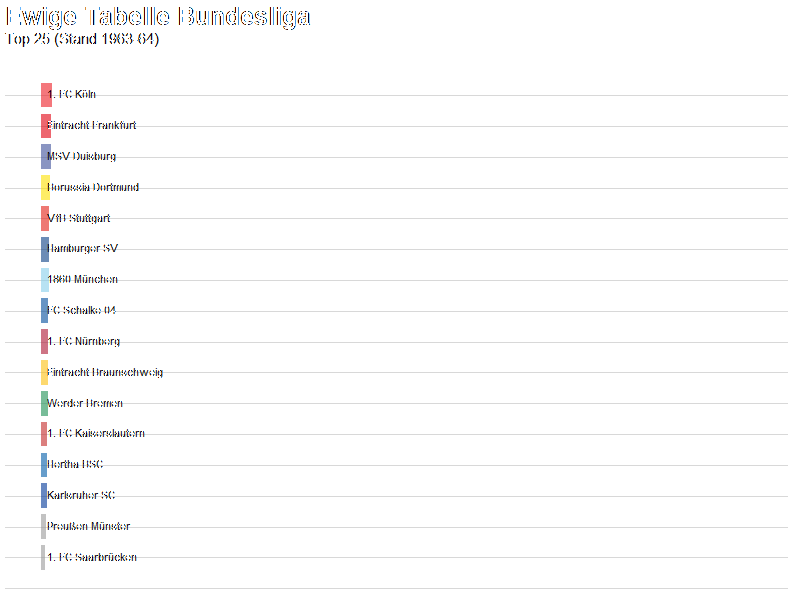 Ewige Tabelle Bundesliga
Top 25 (Stand 1963-64)
1. FC Köln
Eintracht Frankfurt
MSV Duisburg
Borussia Dortmund
VfB Stuttgart
Hamburger SV
1860 München
FC Schalke 04
1. FC Nürnberg
Eintracht Braunschweig
Werder Bremen
1. FC Kaiserslautern
Hertha BSC
Karlsruher SC
Preußen Münster
1. FC Saarbrücken